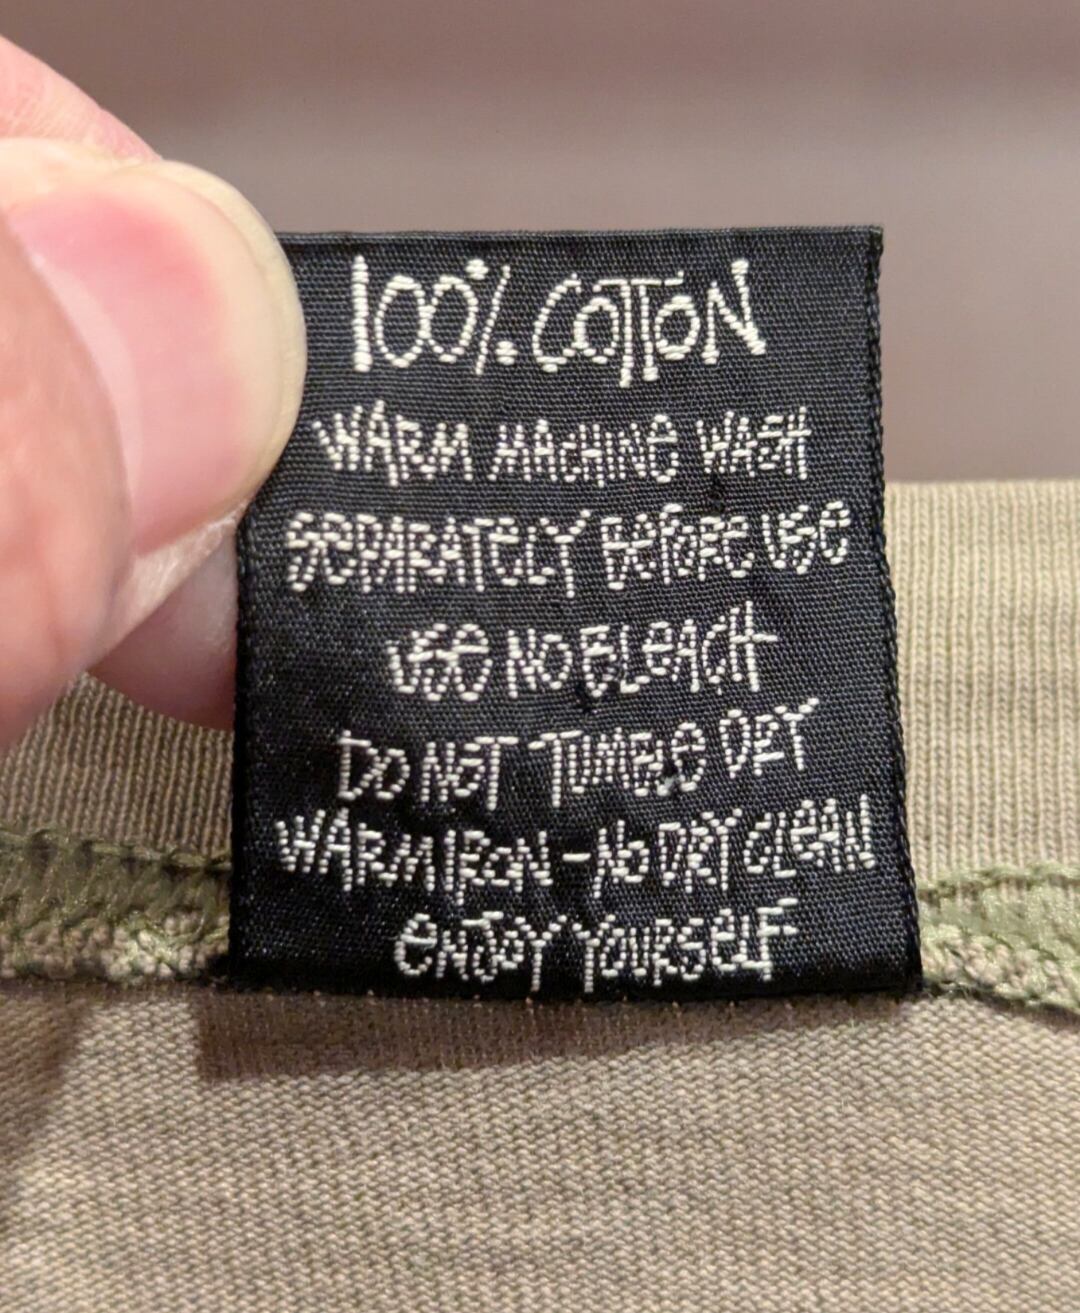 100% COTTON
WARM MACHINE WASH
SEPARATELY BEFORE USE
USE NO BLEACH
DO NOT TUMBLE DRY
WARM IRON - NO DRY CLEAN
ENJOY YOURSELF